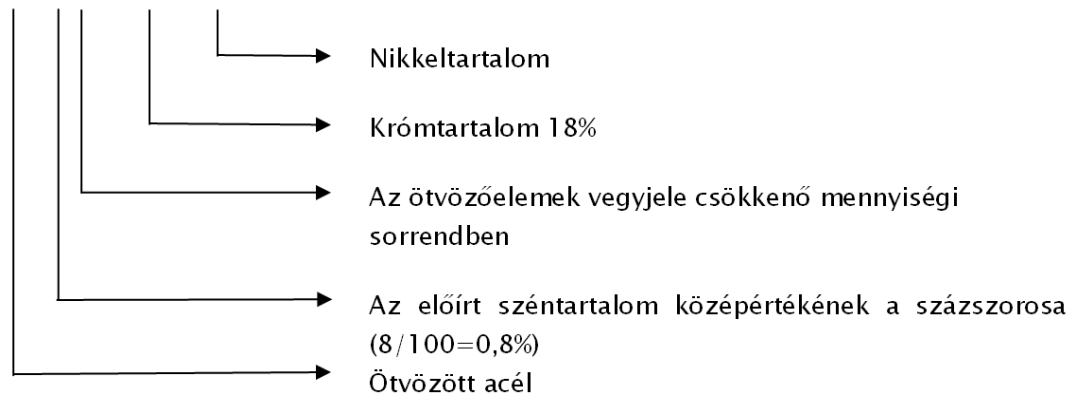 Nikkeltartalom
Krómtartalom 18%
Az ötvözőelemek vegyjele csökkenő mennyiségi
sorrendben
Az előírt széntartalom középértékének a százszorosa
(8/100=0,8%)
Ötvözött acél